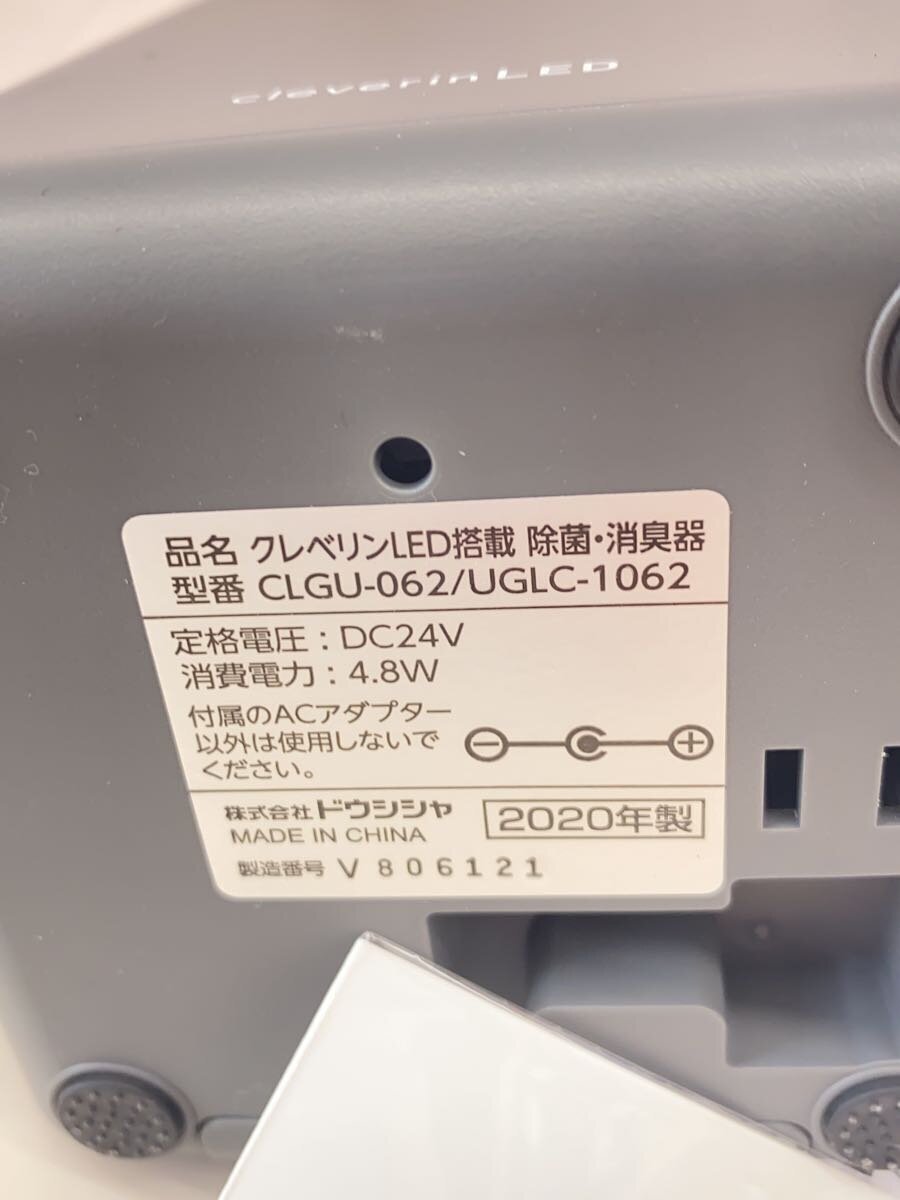 cleverin LED
品名 クレベリンLED搭載 除菌・消臭器
型番 CLGU-062/UGLC-1062
定格電圧：DC24V
消費電力：4.8W
付属のACアダプター
以外は使用しないで
ください。
株式会社ドウシシャ
MADE IN CHINA
2020年製
製造番号 V 806121